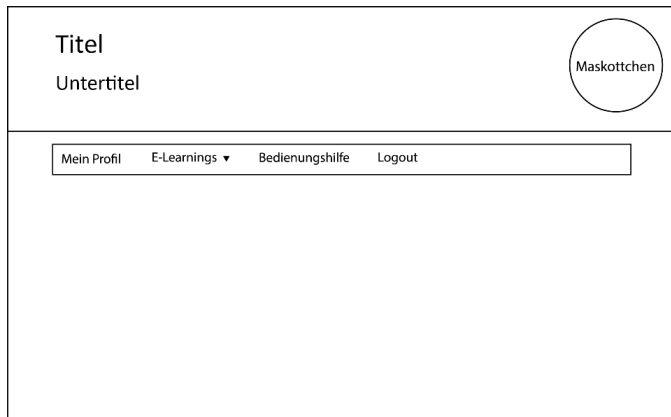 Titel
Untertitel
Maskottchen
Mein Profil E-Learnings ▼ Bedienungshilfe Logout